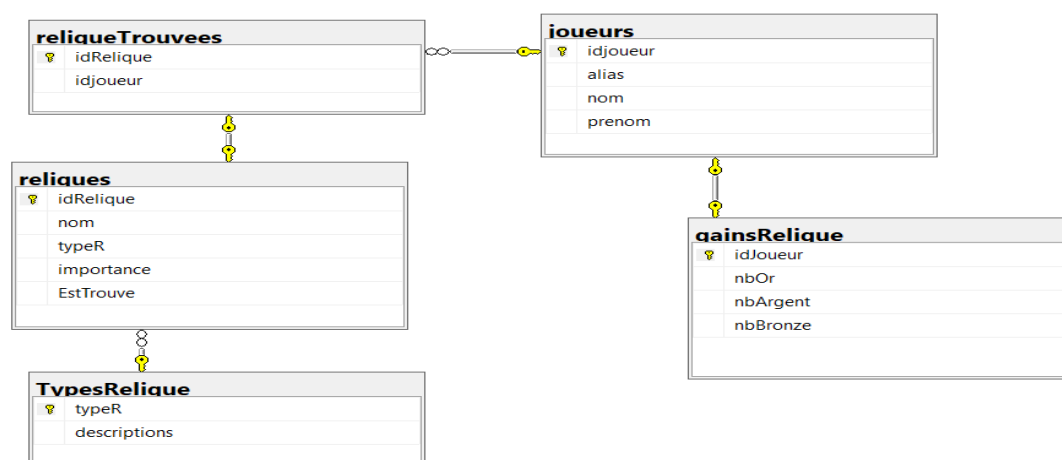 reliqueTrouvees
idRelique
idjoueur
joueurs
idjoueur
alias
nom
prenom
reliques
idRelique
nom
typeR
importance
EstTrouve
gainsRelique
idJoueur
nbOr
nbArgent
nbBronze
TypesRelique
typeR
descriptions